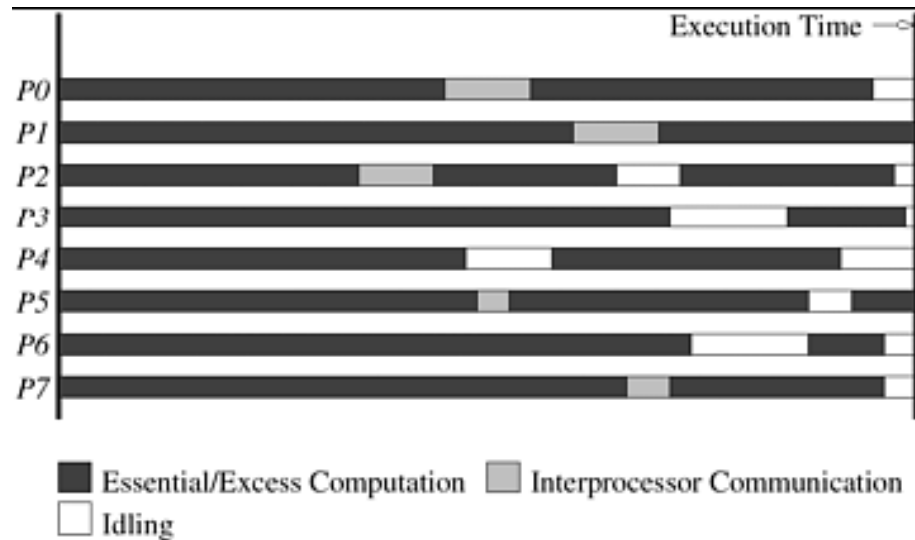 Execution Time
P0
P1
P2
P3
P4
P5
P6
P7
Essential/Excess Computation Interprocessor Communication
Idling